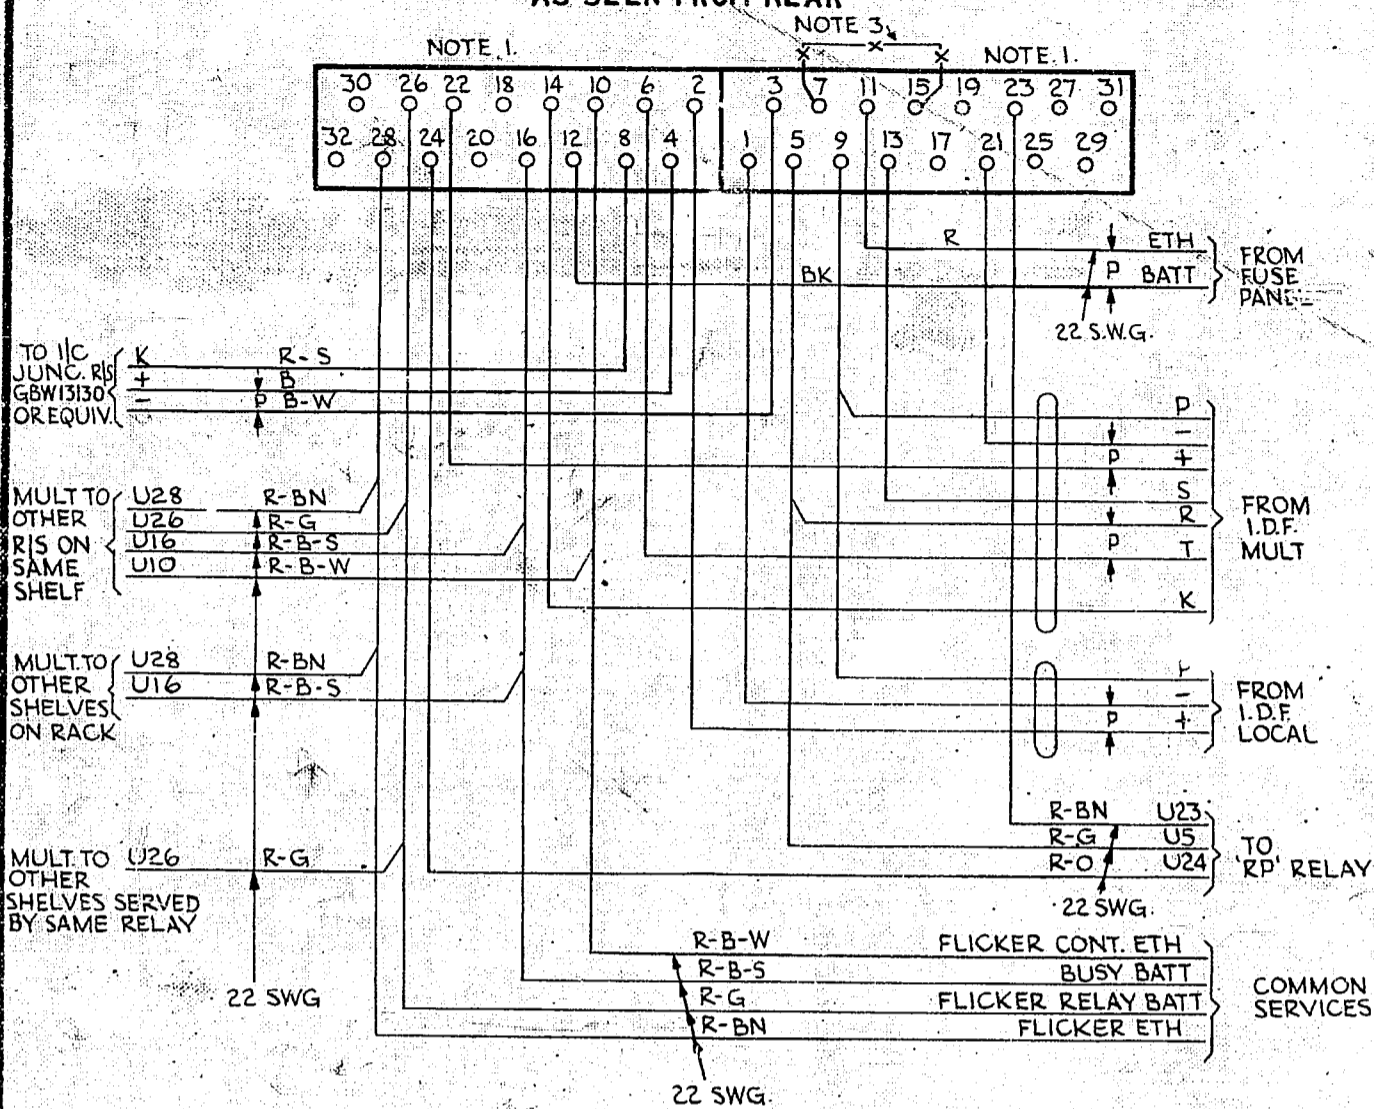 AS SEEN FROM REAR
NOTE 3.
NOTE. 1.
NOTE. 1.
30 26 22 18 14 10 6 2 3 7 11 15 19 23 27 31
32 28 24 20 16 12 8 4 1 5 9 13 17 21 25 29
R ETH
BK P BATT
FROM
FUSE
22 S.W.G.
TO I/C
JUNC. R/S
GBW13130
OR EQUIV.
K R-S
+ B
- P B-W
P
-
P +
S
R
P T
K
FROM
I.D.F.
MULT
MULT TO
OTHER
R/S ON
SAME
SHELF
U28 R-BN
U26 R-G
U16 R-B-S
U10 R-B-W
MULT. TO
OTHER
SHELVES
ON RACK
U28 R-BN
U16 R-B-S
-
P +
FROM
I.D.F.
LOCAL
MULT. TO
OTHER
SHELVES SERVED
BY SAME RELAY
U26 R-G
22 SWG
R-BN U23
R-G U5
R-O U24
TO
'RP' RELAY
22 SWG.
R-B-W FLICKER CONT. ETH
R-B-S BUSY BATT
R-G FLICKER RELAY BATT
R-BN FLICKER ETH
COMMON
SERVICES
22 SWG.